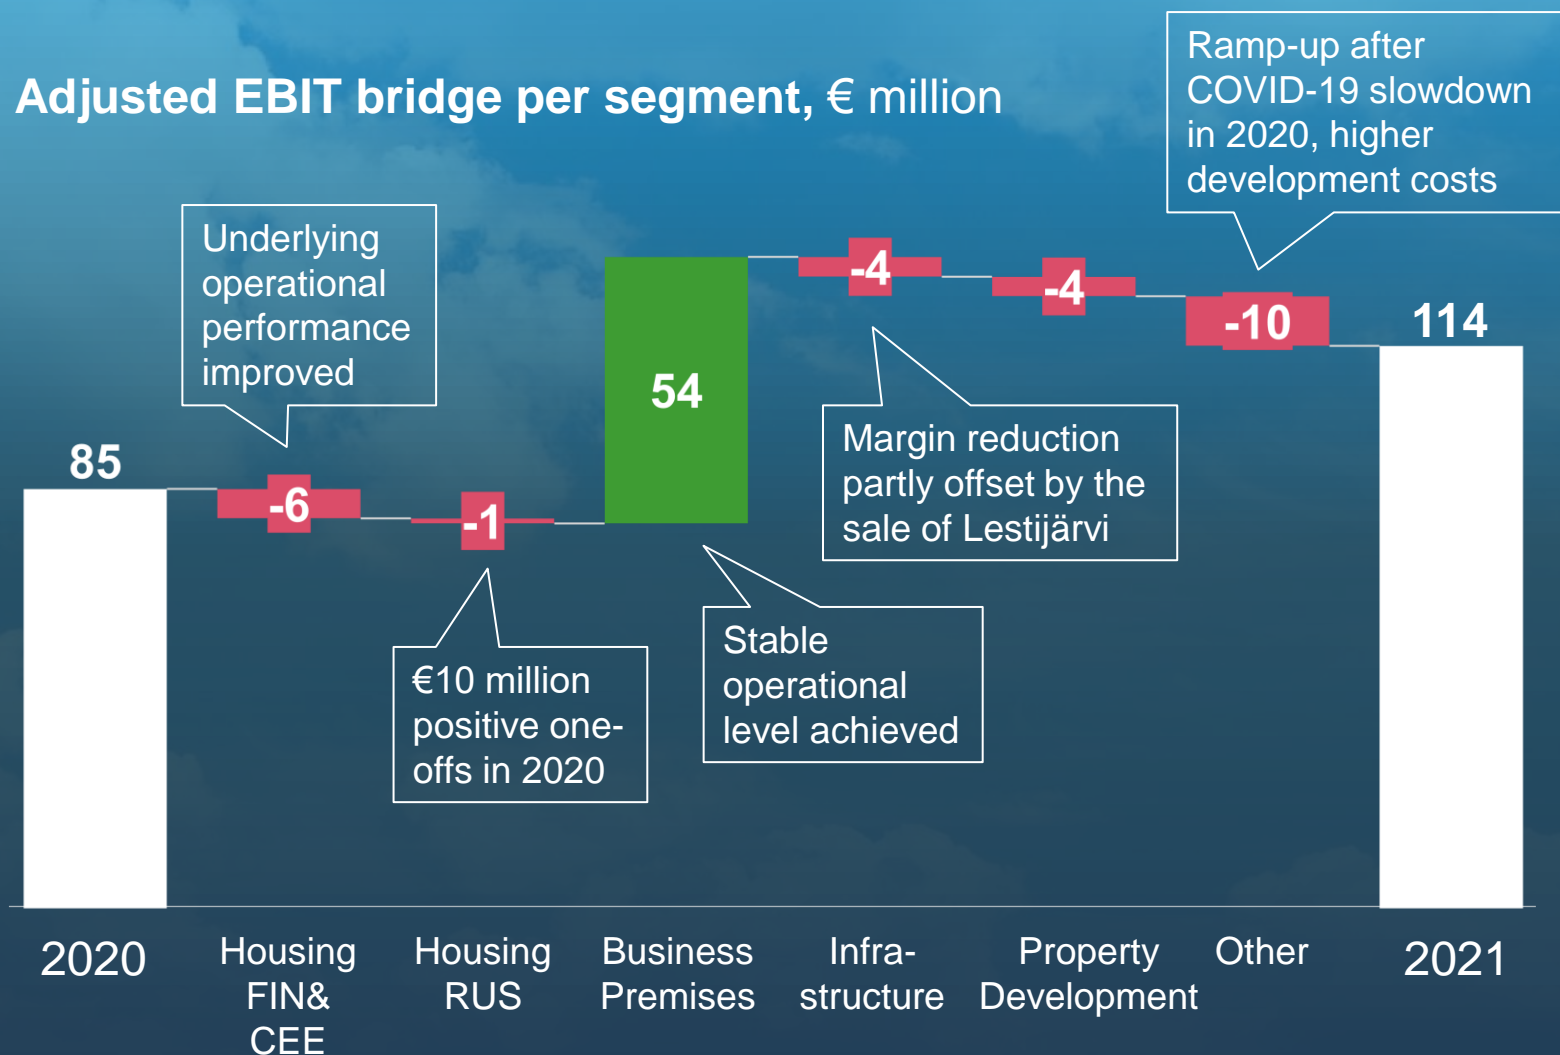 Adjusted EBIT bridge per segment, € million
Ramp-up after
COVID-19 slowdown
in 2020, higher
development costs
Underlying
operational
performance
improved
85
-6
-1
54
-4
-4
-10
114
Margin reduction
partly offset by the
sale of Lestijärvi
€10 million
positive one-
offs in 2020
Stable
operational
level achieved
2020
Housing
FIN&
CEE
Housing
RUS
Business
Premises
Infra-
structure
Property
Development
Other
2021